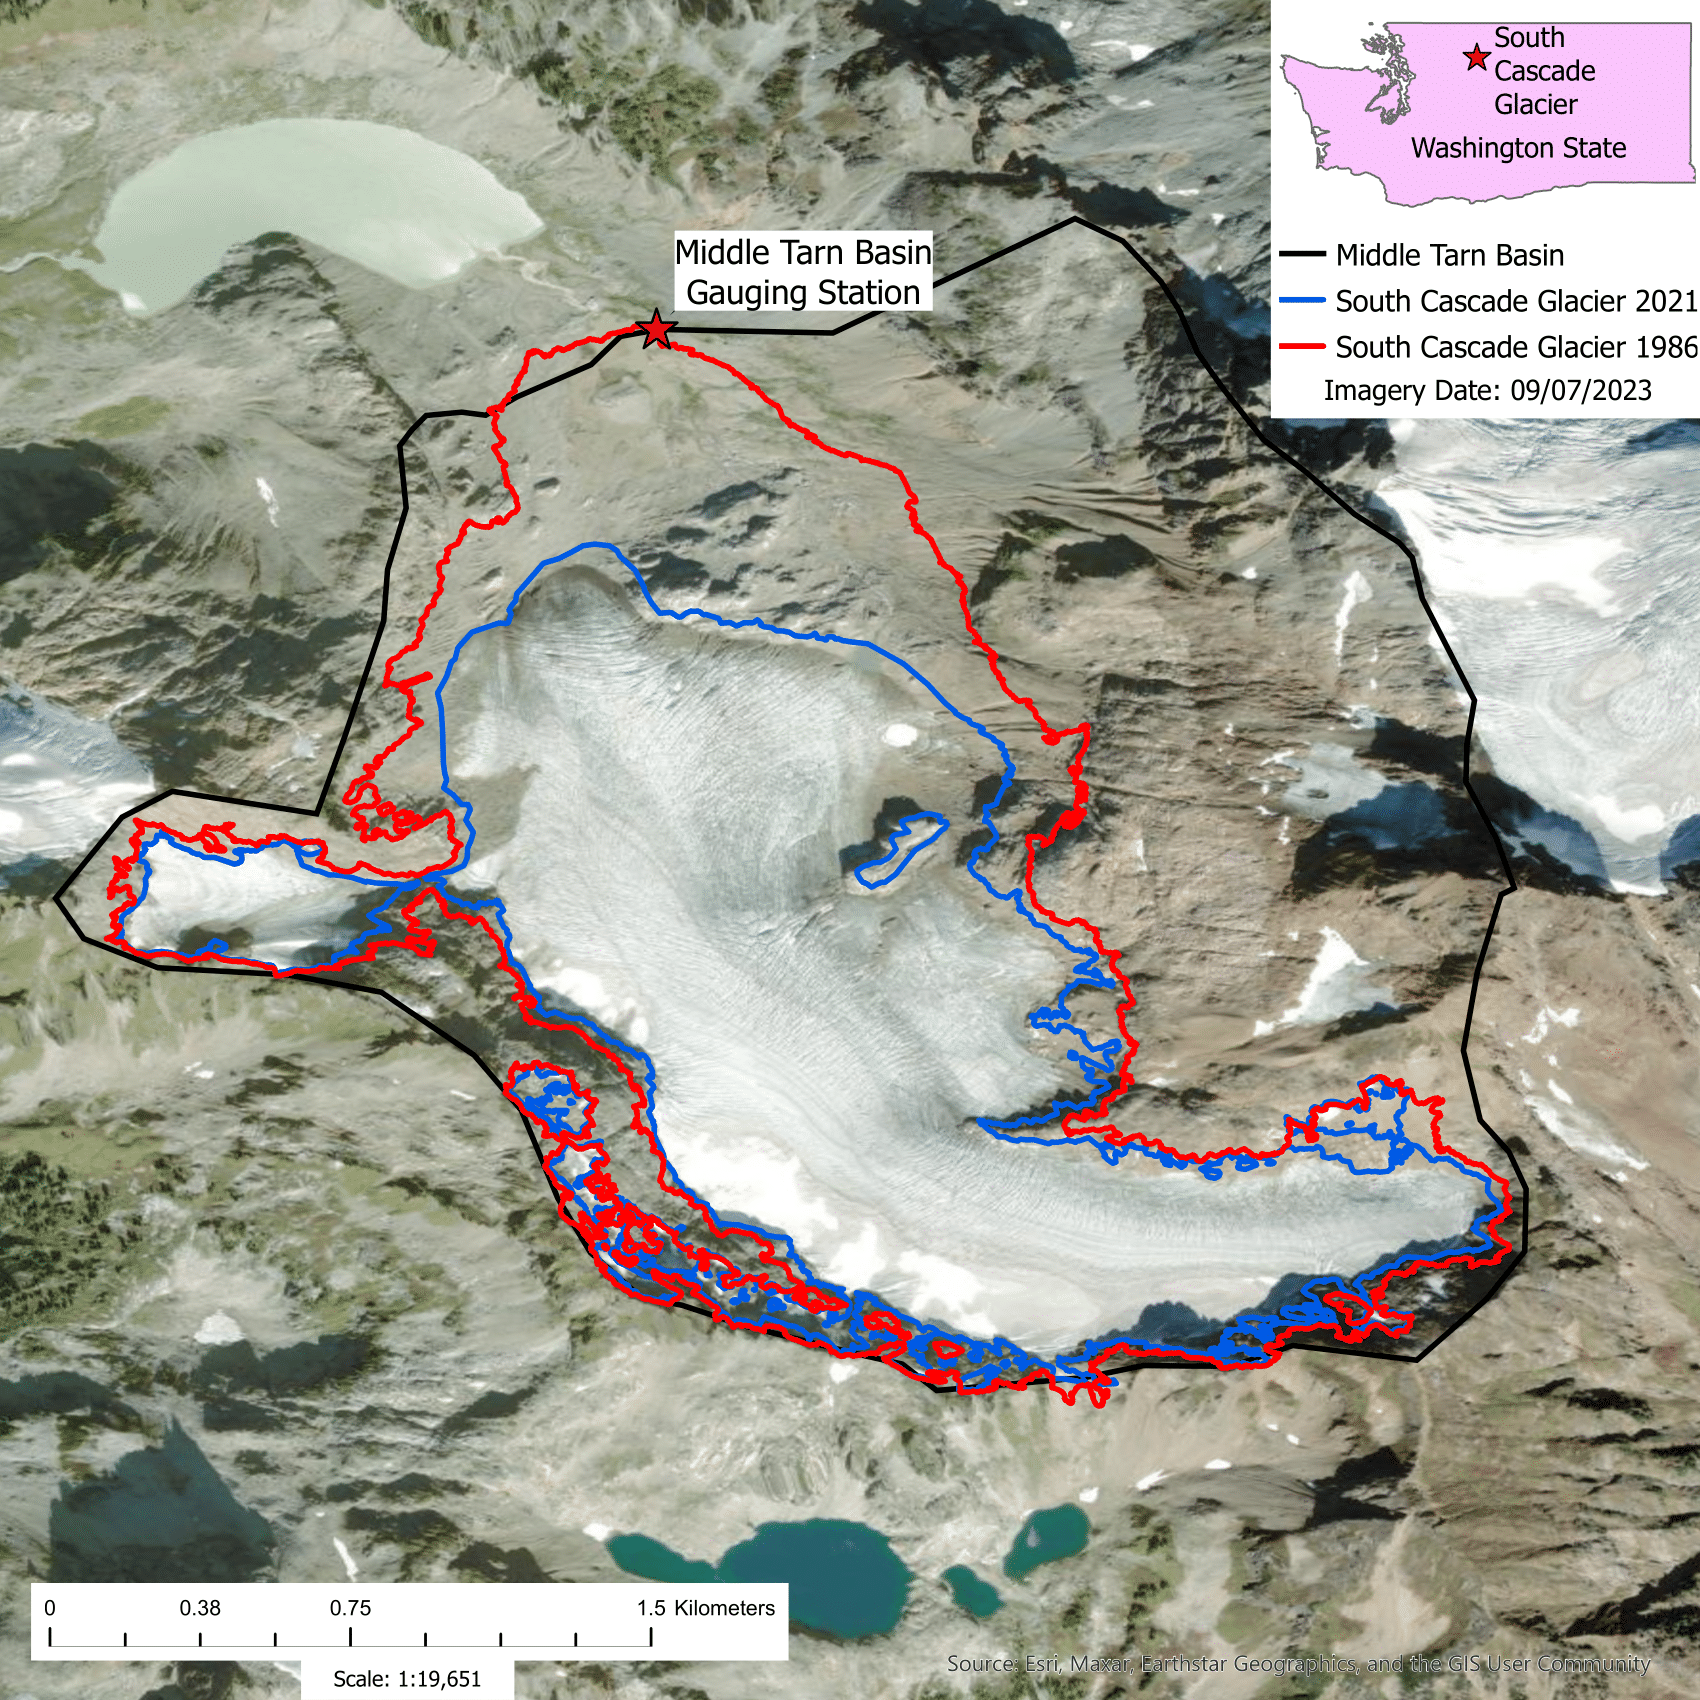 South
Cascade
Glacier
Washington State
Middle Tarn Basin
South Cascade Glacier 2021
South Cascade Glacier 1986
Imagery Date: 09/07/2023
Middle Tarn Basin
Gauging Station
0 0.38 0.75 1.5 Kilometers
Scale: 1:19,651
Source: Esri, Maxar, Earthstar Geographics, and the GIS User Community